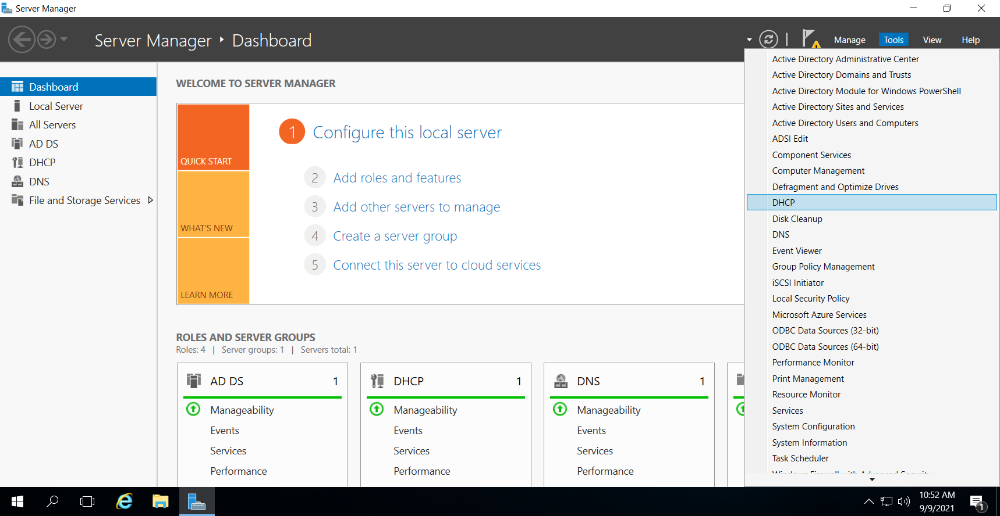 Server Manager
Server Manager ‣ Dashboard
Manage
Tools
View
Help
Dashboard
Local Server
All Servers
AD DS
DHCP
DNS
File and Storage Services
WELCOME TO SERVER MANAGER
QUICK START
WHAT'S NEW
LEARN MORE
1 Configure this local server
2 Add roles and features
3 Add other servers to manage
4 Create a server group
5 Connect this server to cloud services
ROLES AND SERVER GROUPS
Roles: 4 | Server groups: 1 | Servers total: 1
AD DS 1
Manageability
Events
Services
Performance
DHCP 1
Manageability
Events
Services
Performance
DNS 1
Manageability
Events
Services
Performance
Active Directory Administrative Center
Active Directory Domains and Trusts
Active Directory Module for Windows PowerShell
Active Directory Sites and Services
Active Directory Users and Computers
ADSI Edit
Component Services
Computer Management
Defragment and Optimize Drives
DHCP
Disk Cleanup
DNS
Event Viewer
Group Policy Management
iSCSI Initiator
Local Security Policy
Microsoft Azure Services
ODBC Data Sources (32-bit)
ODBC Data Sources (64-bit)
Performance Monitor
Print Management
Resource Monitor
Services
System Configuration
System Information
Task Scheduler
Windows Firewall with Advanced Security
10:52 AM
9/9/2021
1